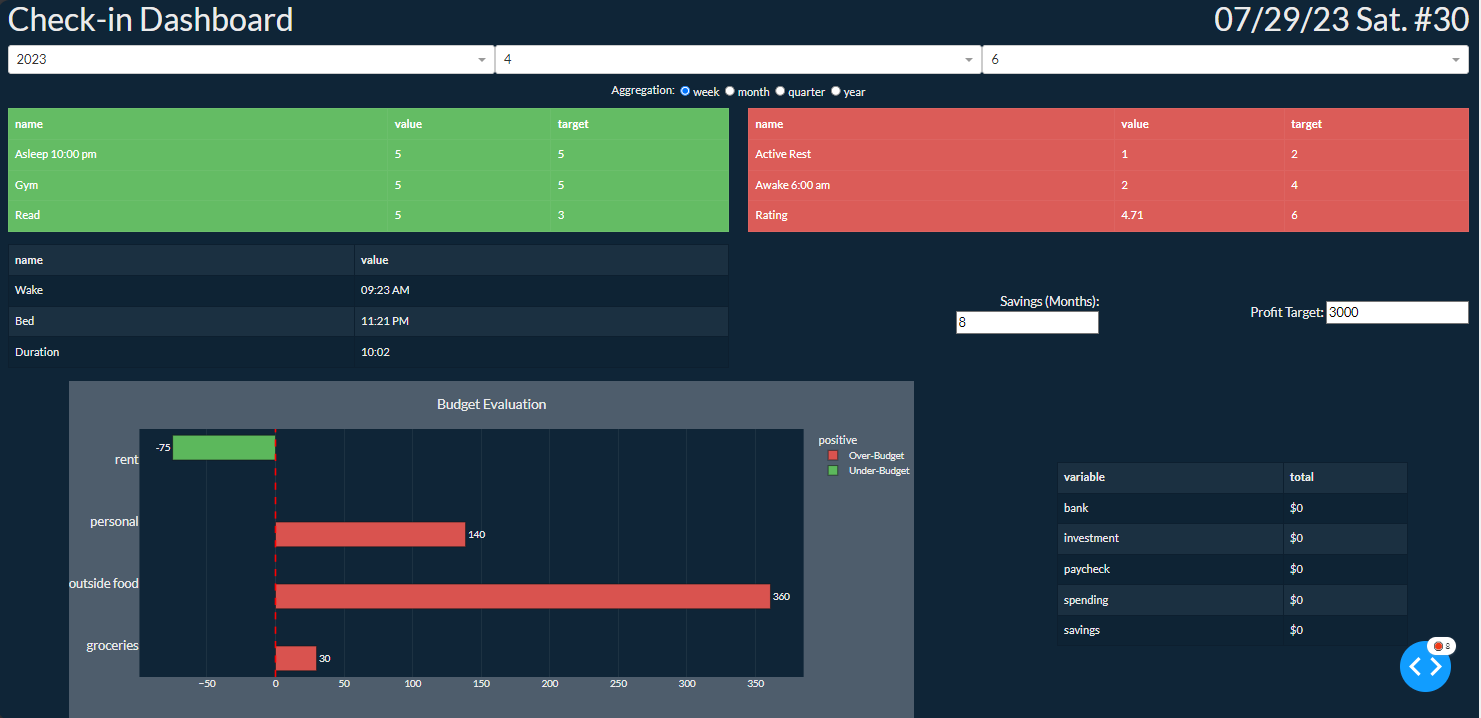 Check-in Dashboard 07/29/23 Sat. #30
2023 4 6
Aggregation: week month quarter year
name value target
Asleep 10:00 pm 5 5
Gym 5 5
Read 5 3
name value target
Active Rest 1 2
Awake 6:00 am 2 4
Rating 4.71 6
name value
Wake 09:23 AM
Bed 11:21 PM
Duration 10:02
Savings (Months):
8
Profit Target: 3000
Budget Evaluation
rent -75
personal 140
outside food 360
groceries 30
−50 0 50 100 150 200 250 300 350
positive
Over-Budget
Under-Budget
variable total
bank $0
investment $0
paycheck $0
spending $0
savings $0
8